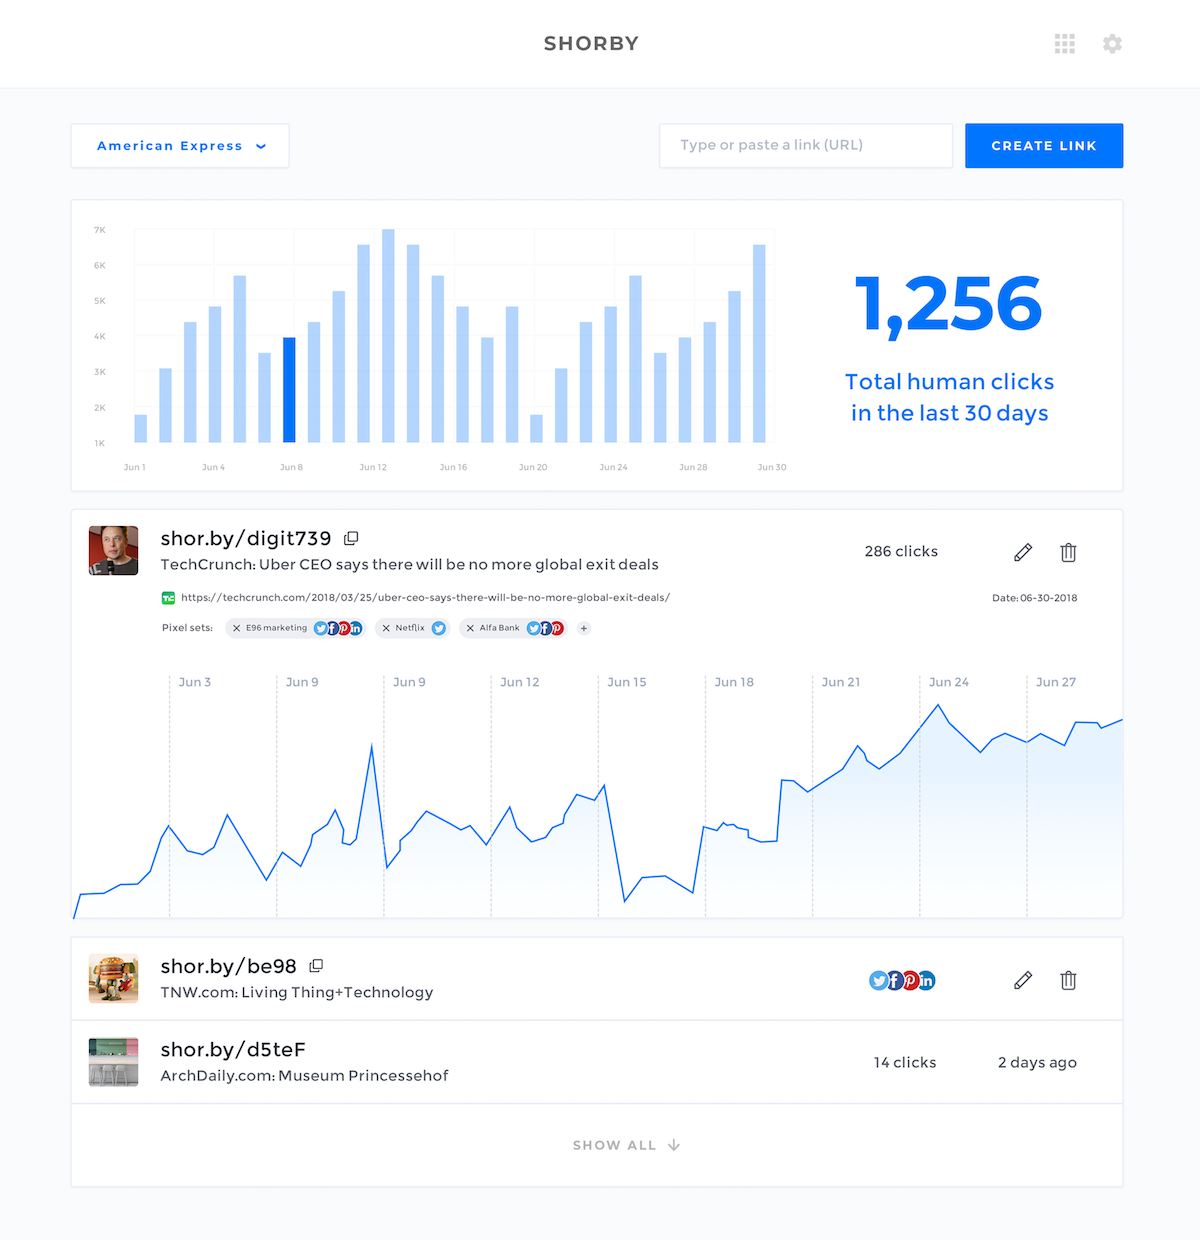 SHORBY
American Express
Type or paste a link (URL)
CREATE LINK
7K
6K
5K
4K
3K
2K
1K
Jun 1
Jun 4
Jun 8
Jun 12
Jun 16
Jun 20
Jun 24
Jun 28
Jun 30
1,256
Total human clicks
in the last 30 days
shor.by/digit739
286 clicks
TechCrunch: Uber CEO says there will be no more global exit deals
TC
https://techcrunch.com/2018/03/25/uber-ceo-says-there-will-be-no-more-global-exit-deals/
Date: 06-30-2018
Pixel sets:
E96 marketing
Netflix
Alfa Bank
+
Jun 3
Jun 9
Jun 9
Jun 12
Jun 15
Jun 18
Jun 21
Jun 24
Jun 27
shor.by/be98
TNW.com: Living Thing+Technology
shor.by/d5teF
14 clicks
2 days ago
ArchDaily.com: Museum Princessehof
SHOW ALL